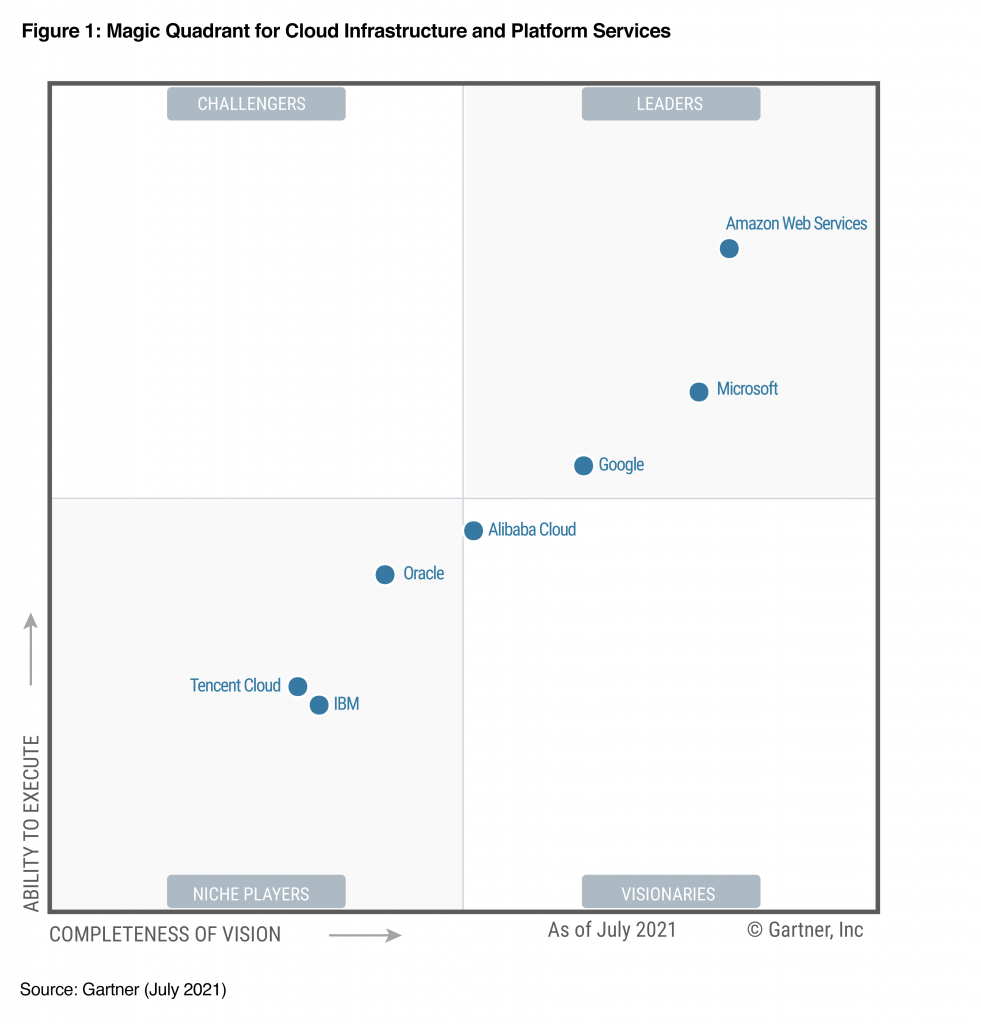 Figure 1: Magic Quadrant for Cloud Infrastructure and Platform Services
CHALLENGERS
LEADERS
Amazon Web Services
Microsoft
Google
Alibaba Cloud
Oracle
Tencent Cloud
IBM
ABILITY TO EXECUTE
NICHE PLAYERS
VISIONARIES
COMPLETENESS OF VISION
As of July 2021
© Gartner, Inc
Source: Gartner (July 2021)